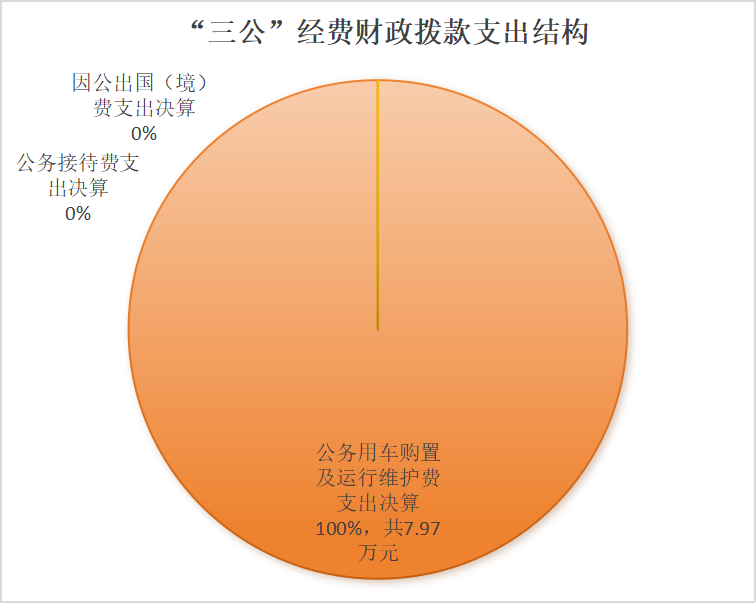 “三公”经费财政拨款支出结构
因公出国（境）
费支出决算
0%
公务接待费支
出决算
0%
公务用车购置
及运行维护费
支出决算
100%，共7.97
万元